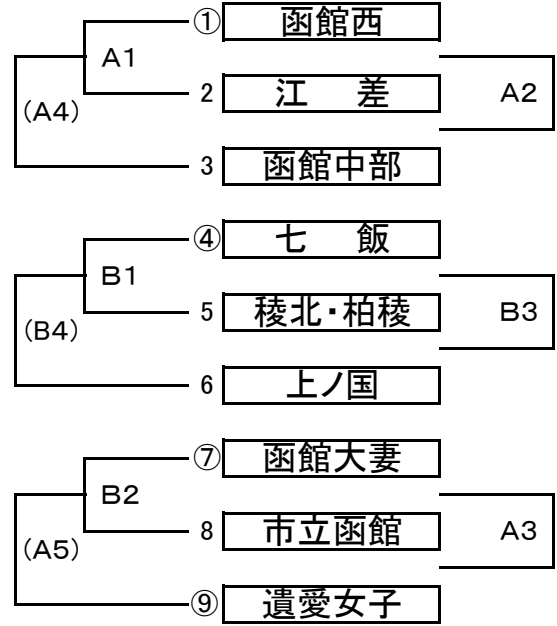 ① 函館西
A1
2 江　差 A2
(A4)
3 函館中部
④ 七　飯
B1
5 稜北・柏稜 B3
(B4)
6 上ノ国
⑦ 函館大妻
B2
8 市立函館 A3
(A5)
⑨ 遺愛女子